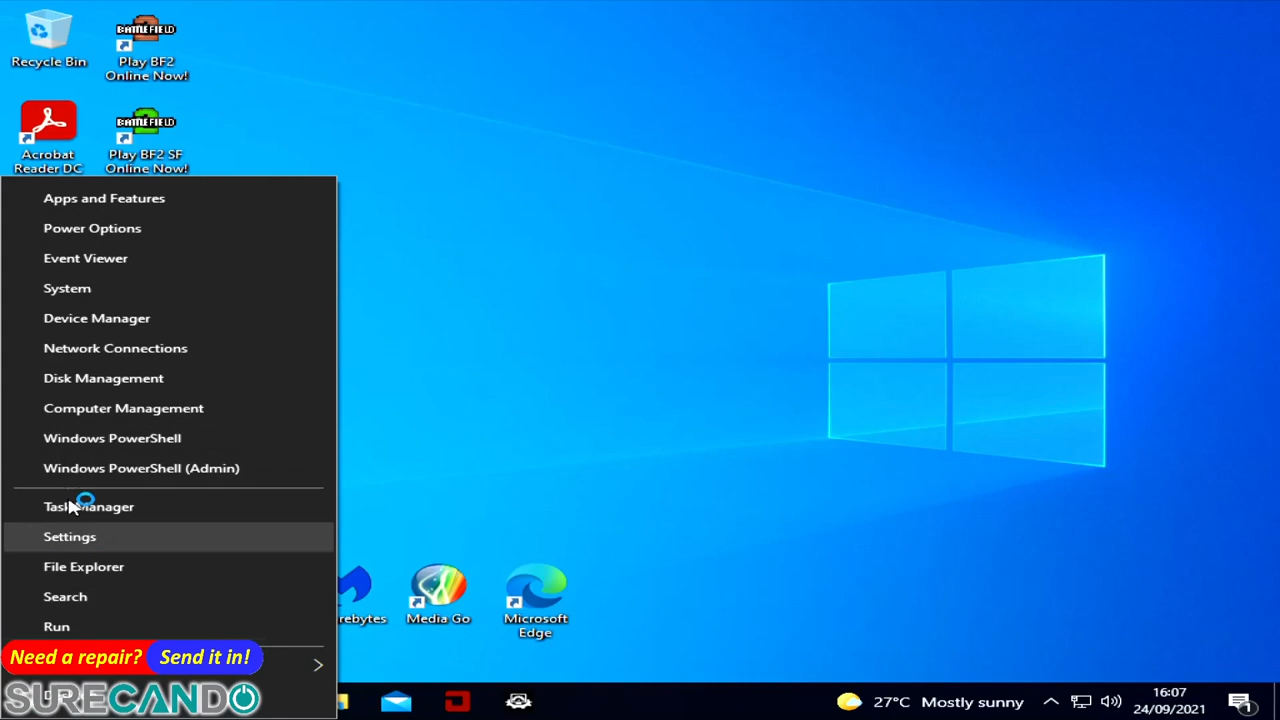 Recycle Bin
BATTLEFIELD
Play BF2
Online Now!
Acrobat
Reader DC
BATTLEFIELD
Play BF2 SF
Online Now!
Apps and Features
Power Options
Event Viewer
System
Device Manager
Network Connections
Disk Management
Computer Management
Windows PowerShell
Windows PowerShell (Admin)
Task Manager
Settings
File Explorer
Search
Run
rebytes
Media Go
Microsoft
Edge
Need a repair? Send it in!
SURECANDO
27°C Mostly sunny
16:07
24/09/2021
1